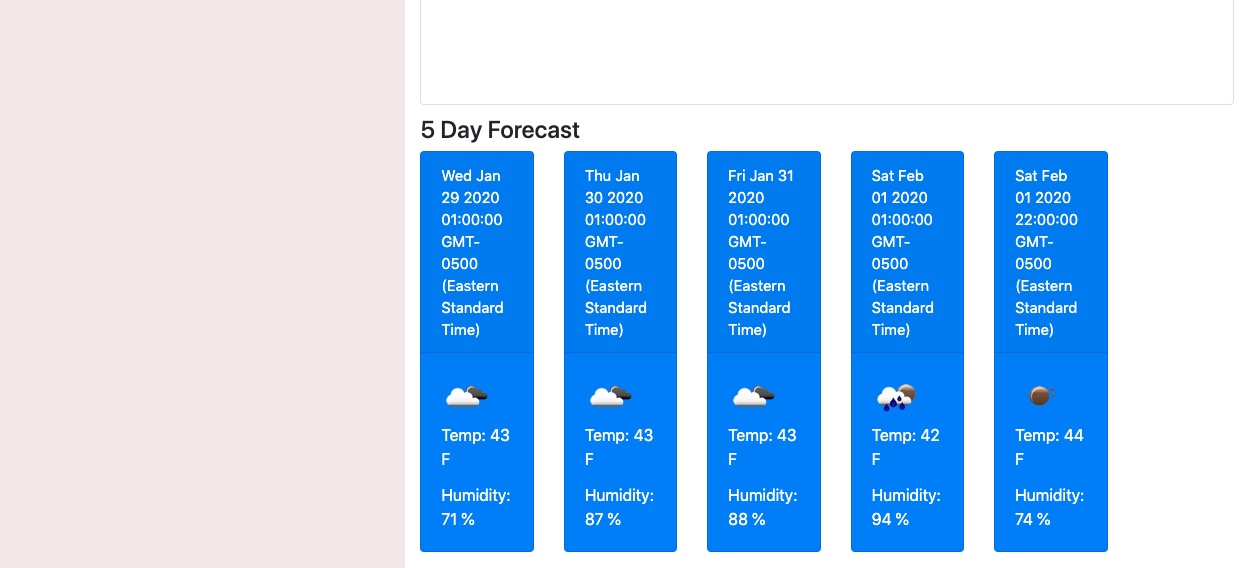 5 Day Forecast
Wed Jan
29 2020
01:00:00
GMT-
0500
(Eastern
Standard
Time)
Temp: 43
F
Humidity:
71 %
Thu Jan
30 2020
01:00:00
GMT-
0500
(Eastern
Standard
Time)
Temp: 43
F
Humidity:
87 %
Fri Jan 31
2020
01:00:00
GMT-
0500
(Eastern
Standard
Time)
Temp: 43
F
Humidity:
88 %
Sat Feb
01 2020
01:00:00
GMT-
0500
(Eastern
Standard
Time)
Temp: 42
F
Humidity:
94 %
Sat Feb
01 2020
22:00:00
GMT-
0500
(Eastern
Standard
Time)
Temp: 44
F
Humidity:
74 %